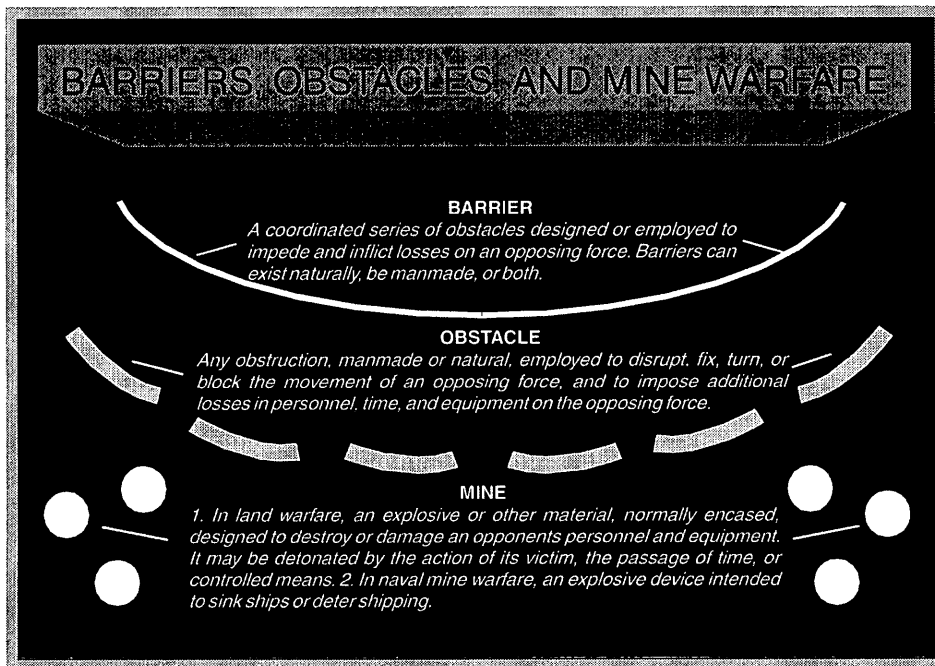 BARRIERS, OBSTACLES, AND MINE WARFARE
BARRIER
A coordinated series of obstacles designed or employed to
impede and inflict losses on an opposing force. Barriers can
exist naturally, be manmade, or both.
OBSTACLE
Any obstruction, manmade or natural, employed to disrupt, fix, turn, or
block the movement of an opposing force, and to impose additional
losses in personnel, time, and equipment on the opposing force.
MINE
1. In land warfare, an explosive or other material, normally encased,
designed to destroy or damage an opponents personnel and equipment.
It may be detonated by the action of its victim, the passage of time, or
controlled means. 2. In naval mine warfare, an explosive device intended
to sink ships or deter shipping.